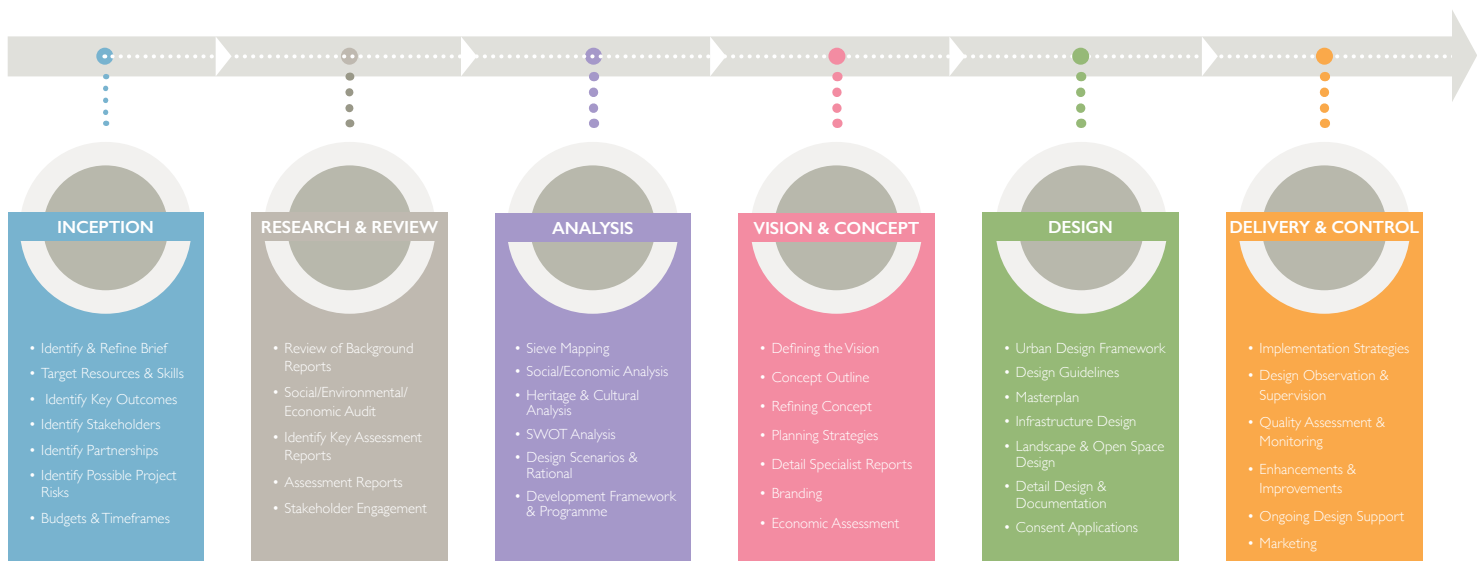 INCEPTION
• Identify & Refine Brief
• Target Resources & Skills
• Identify Key Outcomes
• Identify Stakeholders
• Identify Partnerships
• Identify Possible Project
Risks
• Budgets & Timeframes
RESEARCH & REVIEW
• Review of Background
Reports
• Social/Environmental/
Economic Audit
• Identify Key Assessment
Reports
• Assessment Reports
• Stakeholder Engagement
ANALYSIS
• Sieve Mapping
• Social/Economic Analysis
• Heritage & Cultural
Analysis
• SWOT Analysis
• Design Scenarios &
Rational
• Development Framework
& Programme
VISION & CONCEPT
• Defining the Vision
• Concept Outline
• Refining Concept
• Planning Strategies
• Detail Specialist Reports
• Branding
• Economic Assessment
DESIGN
• Urban Design Framework
• Design Guidelines
• Masterplan
• Infrastructure Design
• Landscape & Open Space
Design
• Detail Design &
Documentation
• Consent Applications
DELIVERY & CONTROL
• Implementation Strategies
• Design Observation &
Supervision
• Quality Assessment &
Monitoring
• Enhancements &
Improvements
• Ongoing Design Support
• Marketing